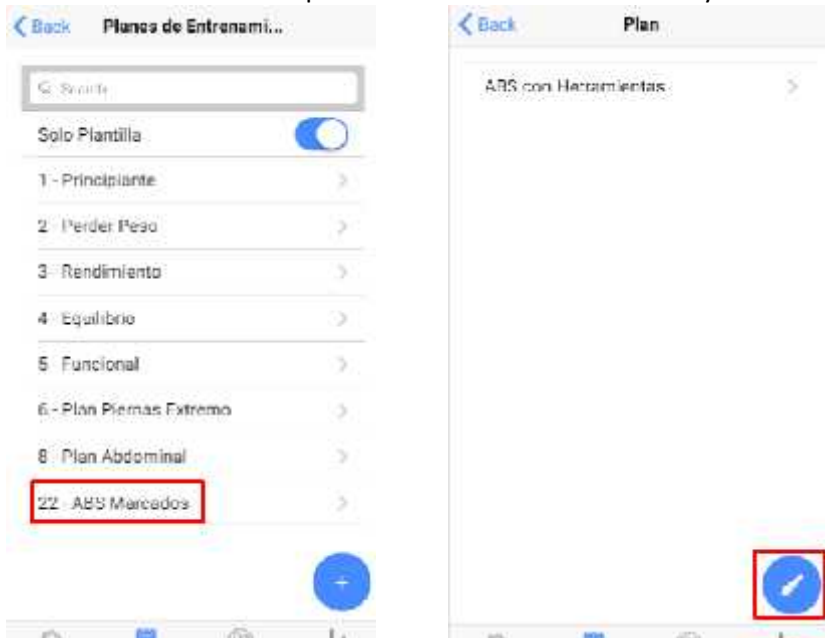 Back Planes de Entrenami...
Search
Solo Plantilla
1 - Principiante
2 Perder Peso
3 Rendimiento
4 Equilibrio
5 Funcional
6 - Plan Piernas Extremo
8 Plan Abdominal
22 - ABS Marcados
Back Plan
ABS con Herramientas